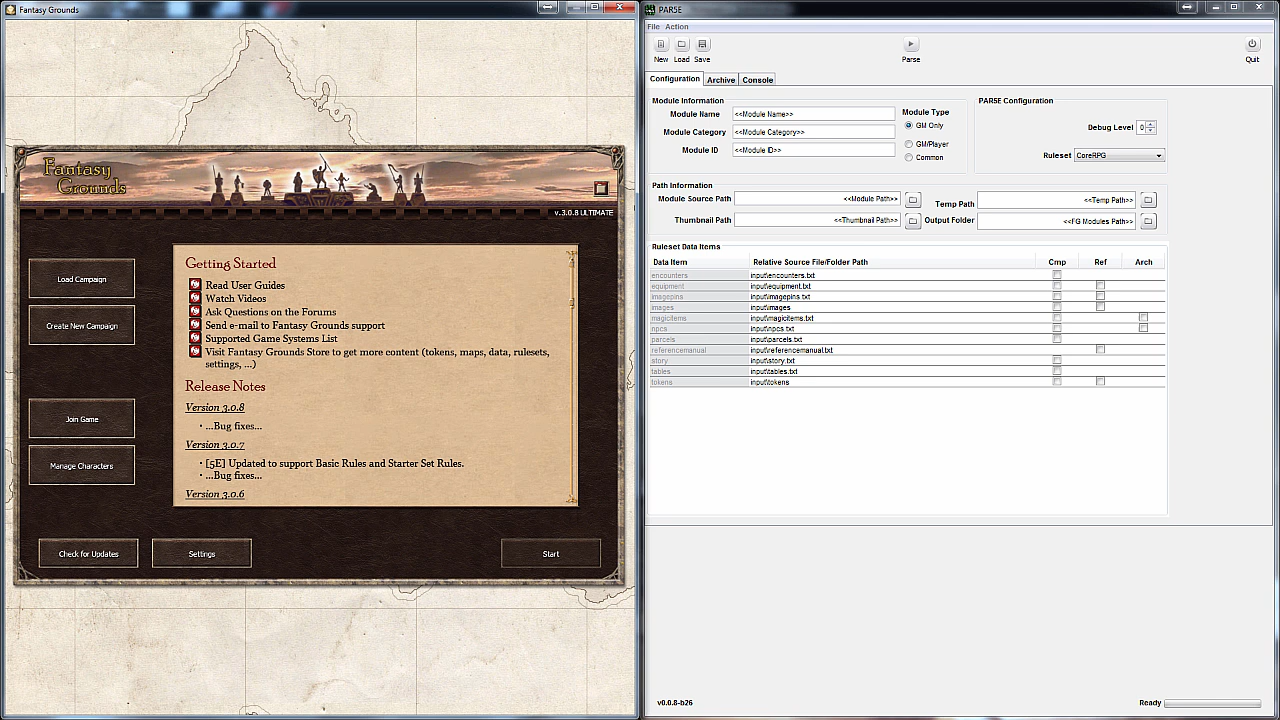 Fantasy Grounds
Fantasy
Grounds
v.3.0.8 ULTIMATE
Load Campaign
Create New Campaign
Join Game
Manage Characters
Getting Started
Read User Guides
Watch Videos
Ask Questions on the Forums
Send e-mail to Fantasy Grounds support
Supported Game Systems List
Visit Fantasy Grounds Store to get more content (tokens, maps, data, rulesets,
settings, ...)
Release Notes
Version 3.0.8
• ...Bug fixes...
Version 3.0.7
• [5E] Updated to support Basic Rules and Starter Set Rules.
• ...Bug fixes...
Version 3.0.6
Check for Updates
Settings
Start
PAR5E
File Action
New Load Save Parse Quit
Configuration Archive Console
Module Information
Module Name <<Module Name>>
Module Category <<Module Category>>
Module ID <<Module ID>>
Module Type
GM Only
GM/Player
Common
PAR5E Configuration
Debug Level 0
Ruleset CoreRPG
Path Information
Module Source Path <<Module Path>>
Temp Path <<Temp Path>>
Thumbnail Path <<Thumbnail Path>>
Output Folder <<FG Modules Path>>
Ruleset Data Items
Data Item Relative Source File/Folder Path Cmp Ref Arch
encounters input\encounters.txt
equipment input\equipment.txt
imagepins input\imagepins.txt
images input\images
magicitems input\magicitems.txt
npcs input\npcs.txt
parcels input\parcels.txt
referencemanual input\referencemanual.txt
story input\story.txt
tables input\tables.txt
tokens input\tokens
v0.0.8-b26
Ready